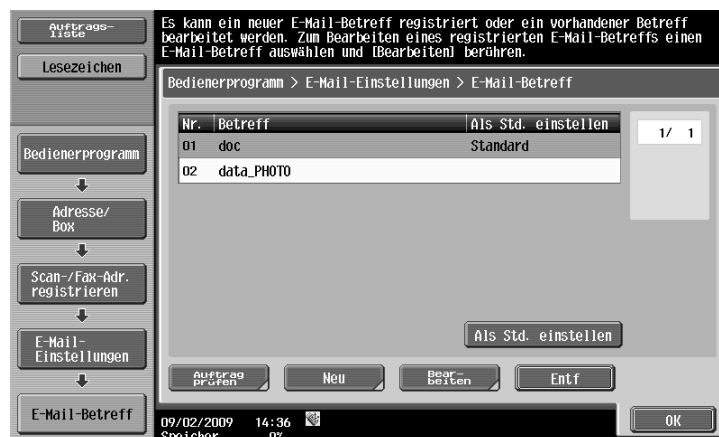 Auftrags-
liste
Lesezeichen
Bedienerprogramm
Adresse/
Box
Scan-/Fax-Adr.
registrieren
E-Mail-
Einstellungen
E-Mail-Betreff
Es kann ein neuer E-Mail-Betreff registriert oder ein vorhandener Betreff
bearbeitet werden. Zum Bearbeiten eines registrierten E-Mail-Betreffs einen
E-Mail-Betreff auswählen und [Bearbeiten] berühren.
Bedienerprogramm > E-Mail-Einstellungen > E-Mail-Betreff
Nr. Betreff Als Std. einstellen
01 doc Standard
02 data_PHOTO
1/ 1
Als Std. einstellen
Auftrag
prüfen
Neu
Bear-
beiten
Entf
09/02/2009 14:36
Speicher 0%
OK